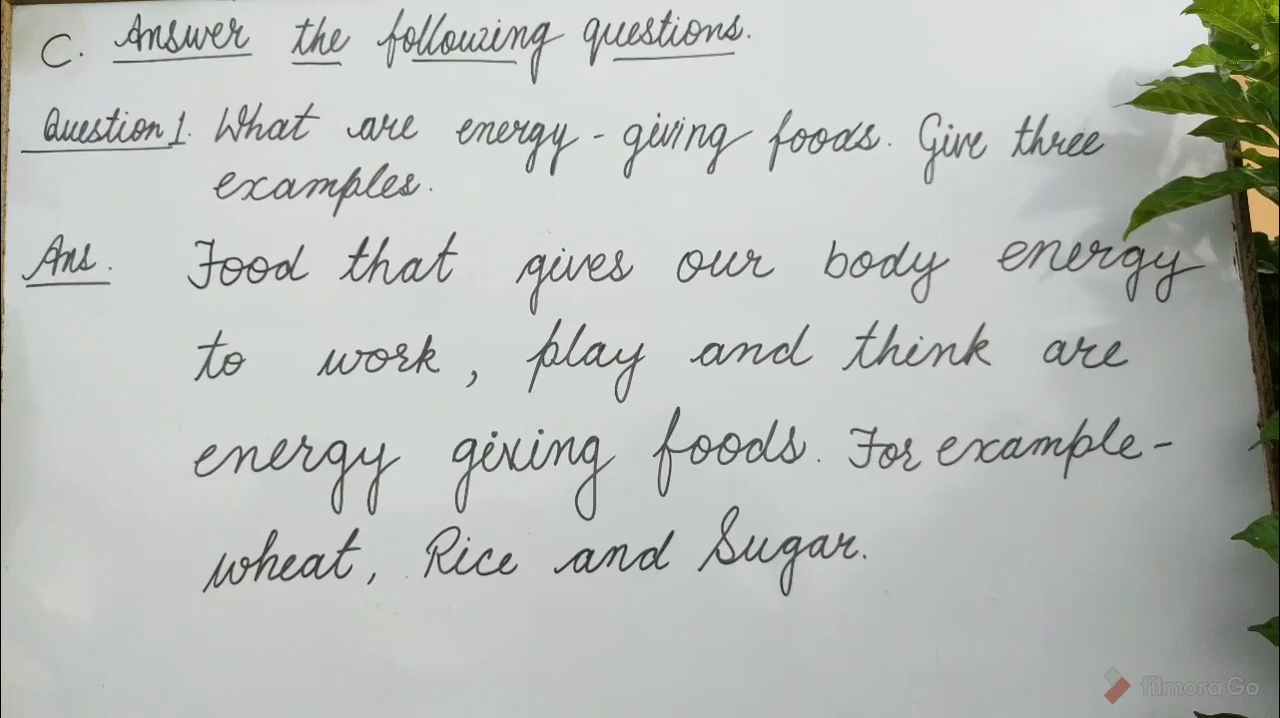 C. Answer the following questions.
Question 1. What are energy - giving foods. Give three
examples.
Ans. Food that gives our body energy
to work, play and think are
energy giving foods. For example -
wheat, Rice and Sugar.
filmora Go